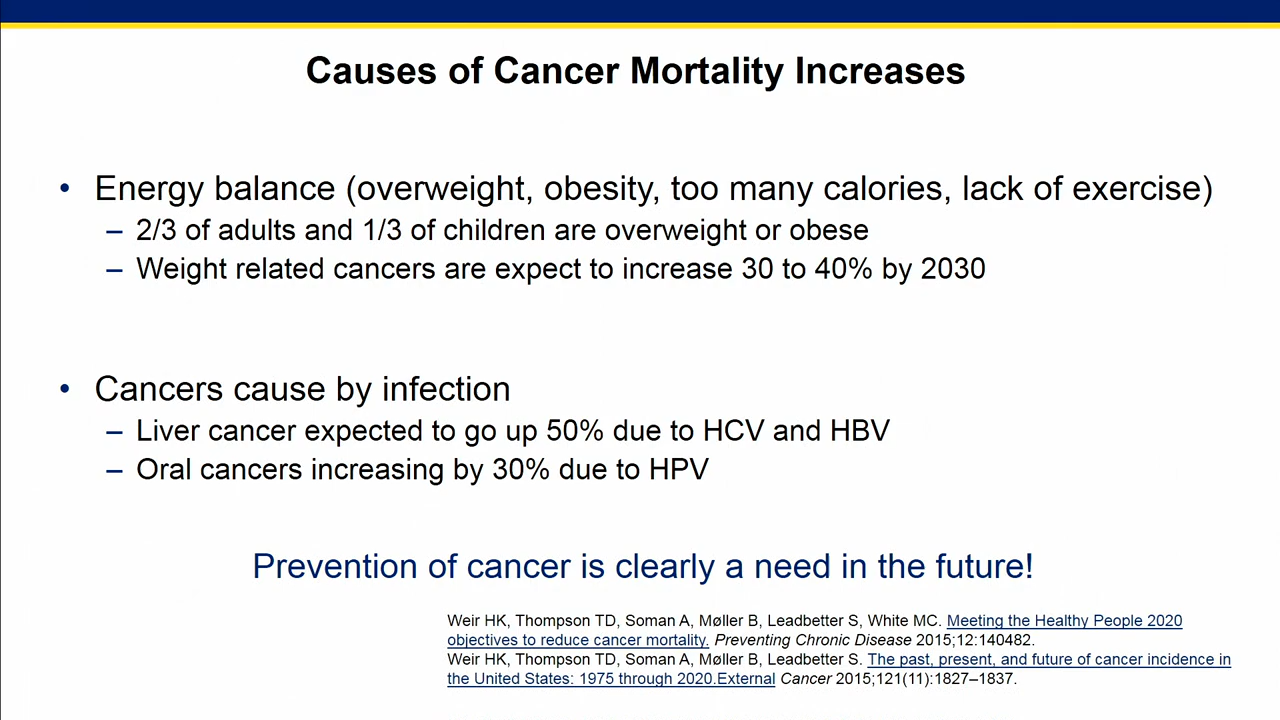 Causes of Cancer Mortality Increases
• Energy balance (overweight, obesity, too many calories, lack of exercise)
– 2/3 of adults and 1/3 of children are overweight or obese
– Weight related cancers are expect to increase 30 to 40% by 2030
• Cancers cause by infection
– Liver cancer expected to go up 50% due to HCV and HBV
– Oral cancers increasing by 30% due to HPV
Prevention of cancer is clearly a need in the future!
Weir HK, Thompson TD, Soman A, Møller B, Leadbetter S, White MC. Meeting the Healthy People 2020
objectives to reduce cancer mortality. Preventing Chronic Disease 2015;12:140482.
Weir HK, Thompson TD, Soman A, Møller B, Leadbetter S. The past, present, and future of cancer incidence in
the United States: 1975 through 2020.External Cancer 2015;121(11):1827–1837.